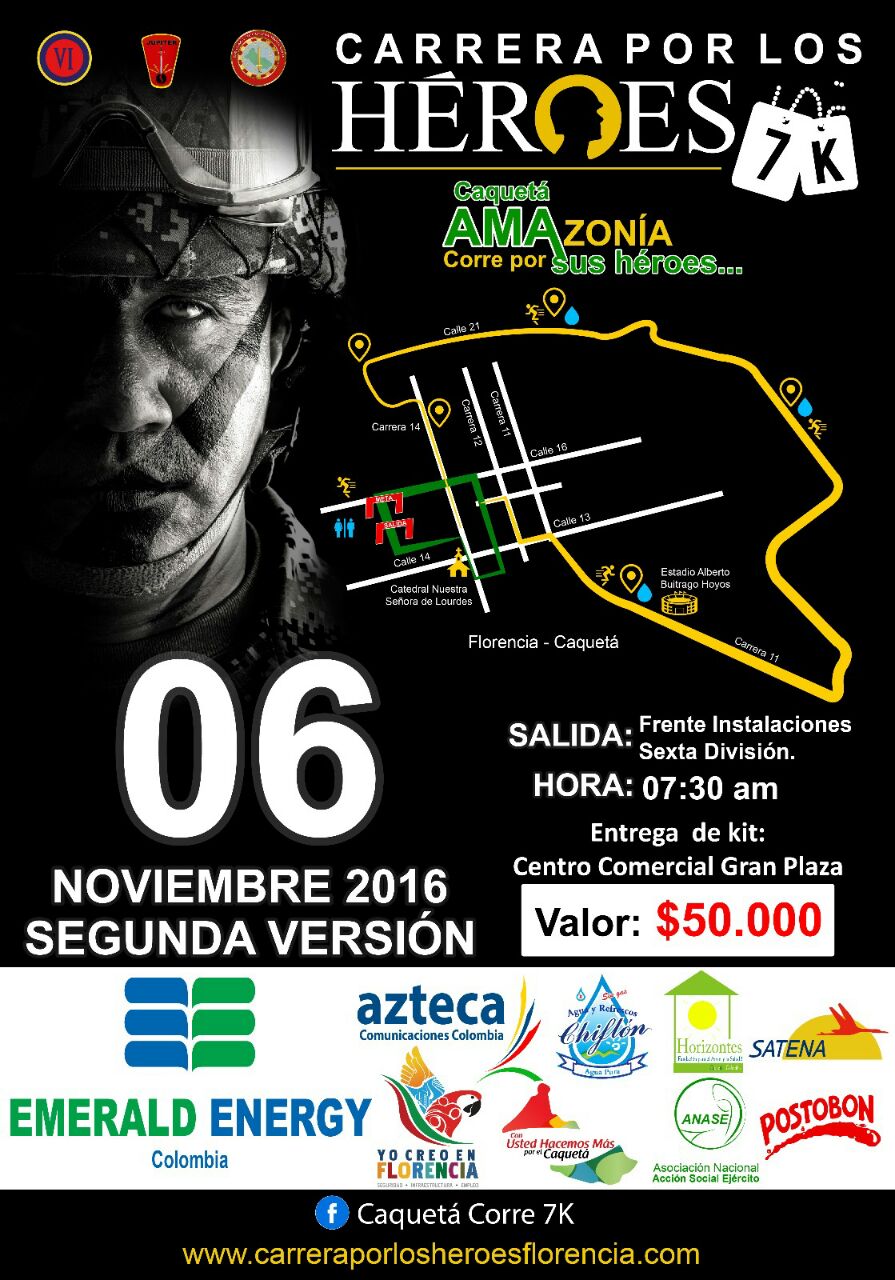 VI
JUPITER
CARRERA POR LOS
HÉROES
7K
Caquetá
AMAZONÍA
Corre por sus héroes...
Calle 21
Carrera 14
Carrera 12
Carrera 11
Calle 16
META
SALIDA
Calle 13
Calle 14
Catedral Nuestra
Señora de Lourdes
Estadio Alberto
Buitrago Hoyos
Carrera 11
Florencia - Caquetá
06
NOVIEMBRE 2016
SEGUNDA VERSIÓN
SALIDA: Frente Instalaciones
Sexta División.
HORA: 07:30 am
Entrega de kit:
Centro Comercial Gran Plaza
Valor: $50.000
EMERALD ENERGY
Colombia
azteca
Comunicaciones Colombia
Sin gas
Agua y Refrescos
Chiflón
Agua Pura
Horizontes
SATENA
YO CREO EN
FLORENCIA
SEGURIDAD - INFRAESTRUCTURA - EMPLEO
Con
Usted Hacemos Más
por el Caquetá
ANASE
Asociación Nacional
Acción Social Ejército
POSTOBON
Caquetá Corre 7K
www.carreraporlosheroesflorencia.com